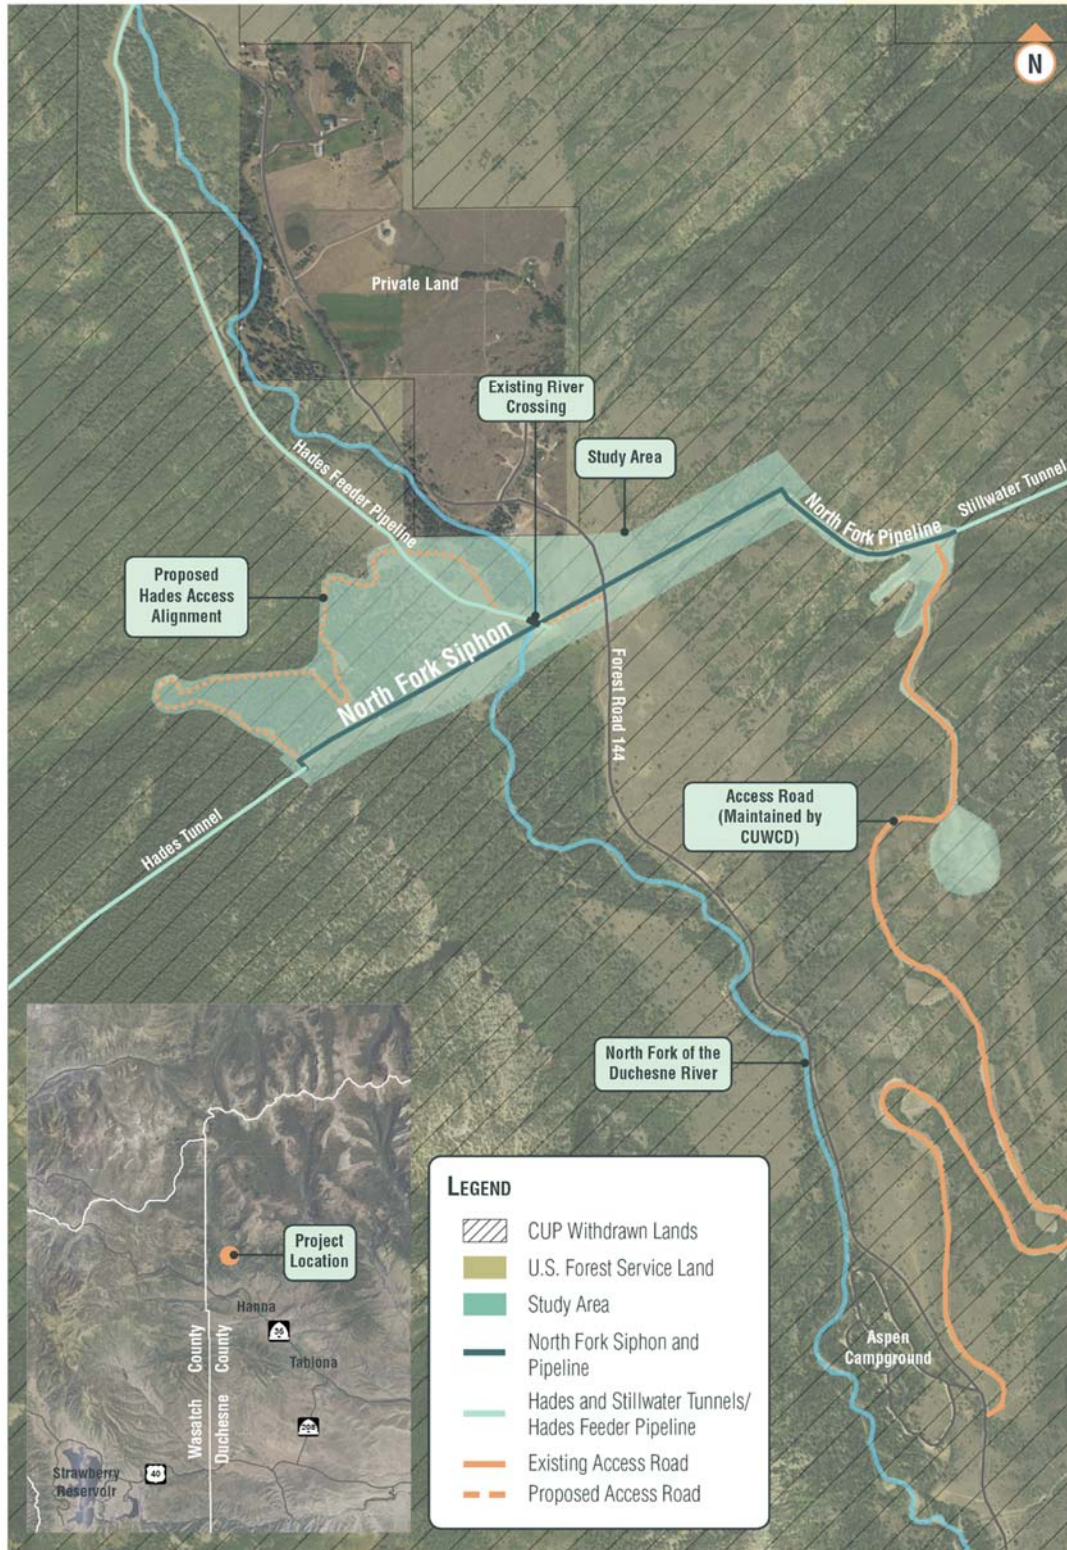 N
Private Land
Existing River
Crossing
Study Area
Hades Feeder Pipeline
North Fork Pipeline
Stillwater Tunnel
Proposed
Hades Access
Alignment
North Fork Siphon
Forest Road 144
Hades Tunnel
Access Road
(Maintained by
CUWCD)
North Fork of the
Duchesne River
Aspen
Campground
Project
Location
Hanna
35
Tabiona
Wasatch County
Duchesne County
208
Strawberry
Reservoir
40
LEGEND
CUP Withdrawn Lands
U.S. Forest Service Land
Study Area
North Fork Siphon and
Pipeline
Hades and Stillwater Tunnels/
Hades Feeder Pipeline
Existing Access Road
Proposed Access Road